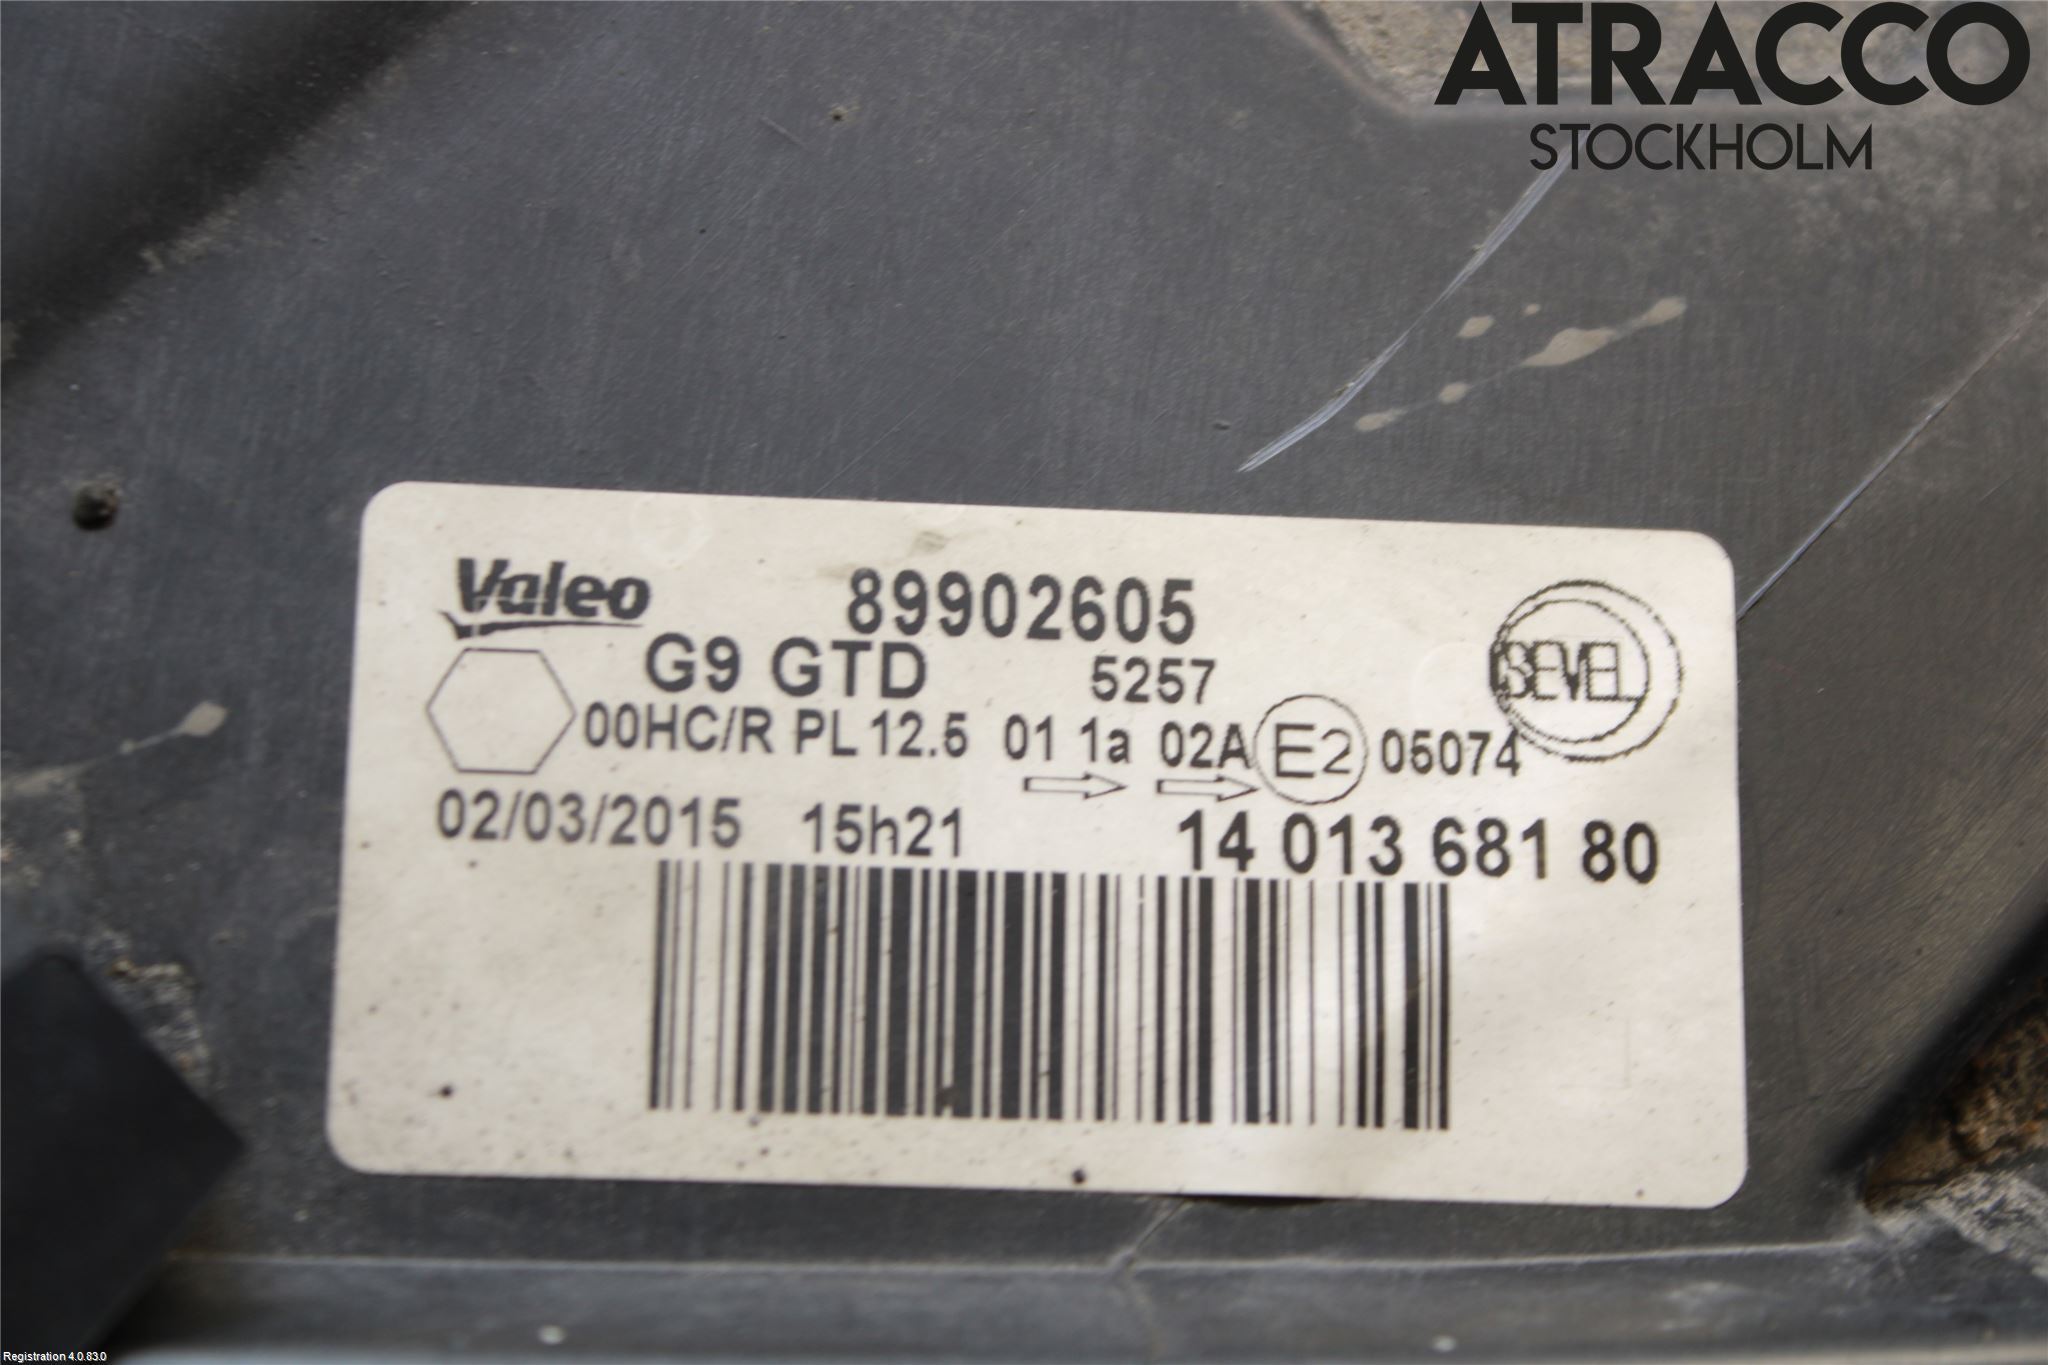 ATRACCO
STOCKHOLM
Valeo 89902605
G9 GTD 5257
SEVEL
00HC/R PL 12.5 01 1a 02A E2 05074
02/03/2015 15h21 14 013 681 80
Registration 4.0.83.0